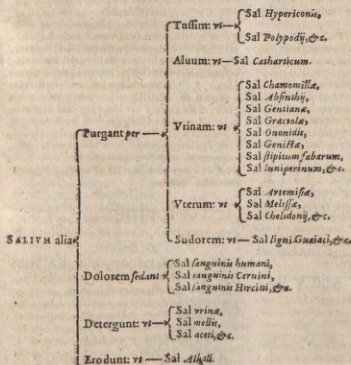 Sal Hypericonis,
Tussim: vt
Sal Polypodij, &c.
Aluum: vt — Sal Catharticum.
Sal Chamomillæ,
Sal Absinthij,
Sal Gentianæ,
Vrinam: vt
Sal Graciolæ,
Sal Ononidis,
Sal Genistæ,
Purgant per
Sal stipitum fabarum,
Sal Iuniperinum, &c.
Sal Artemisiæ,
Vterum: vt
Sal Melissæ,
Sal Chelidonij, &c.
SALIVM alia
Sudorem: vt — Sal ligni Guaiaci, &c.
Sal sanguinis humani,
Dolorem sedant
Sal sanguinis Ceruini,
Sal sanguinis Hircini, &c.
Sal vrinæ,
Detergunt: vt
Sal mellis,
Sal aceti, &c.
Erodunt: vt — Sal